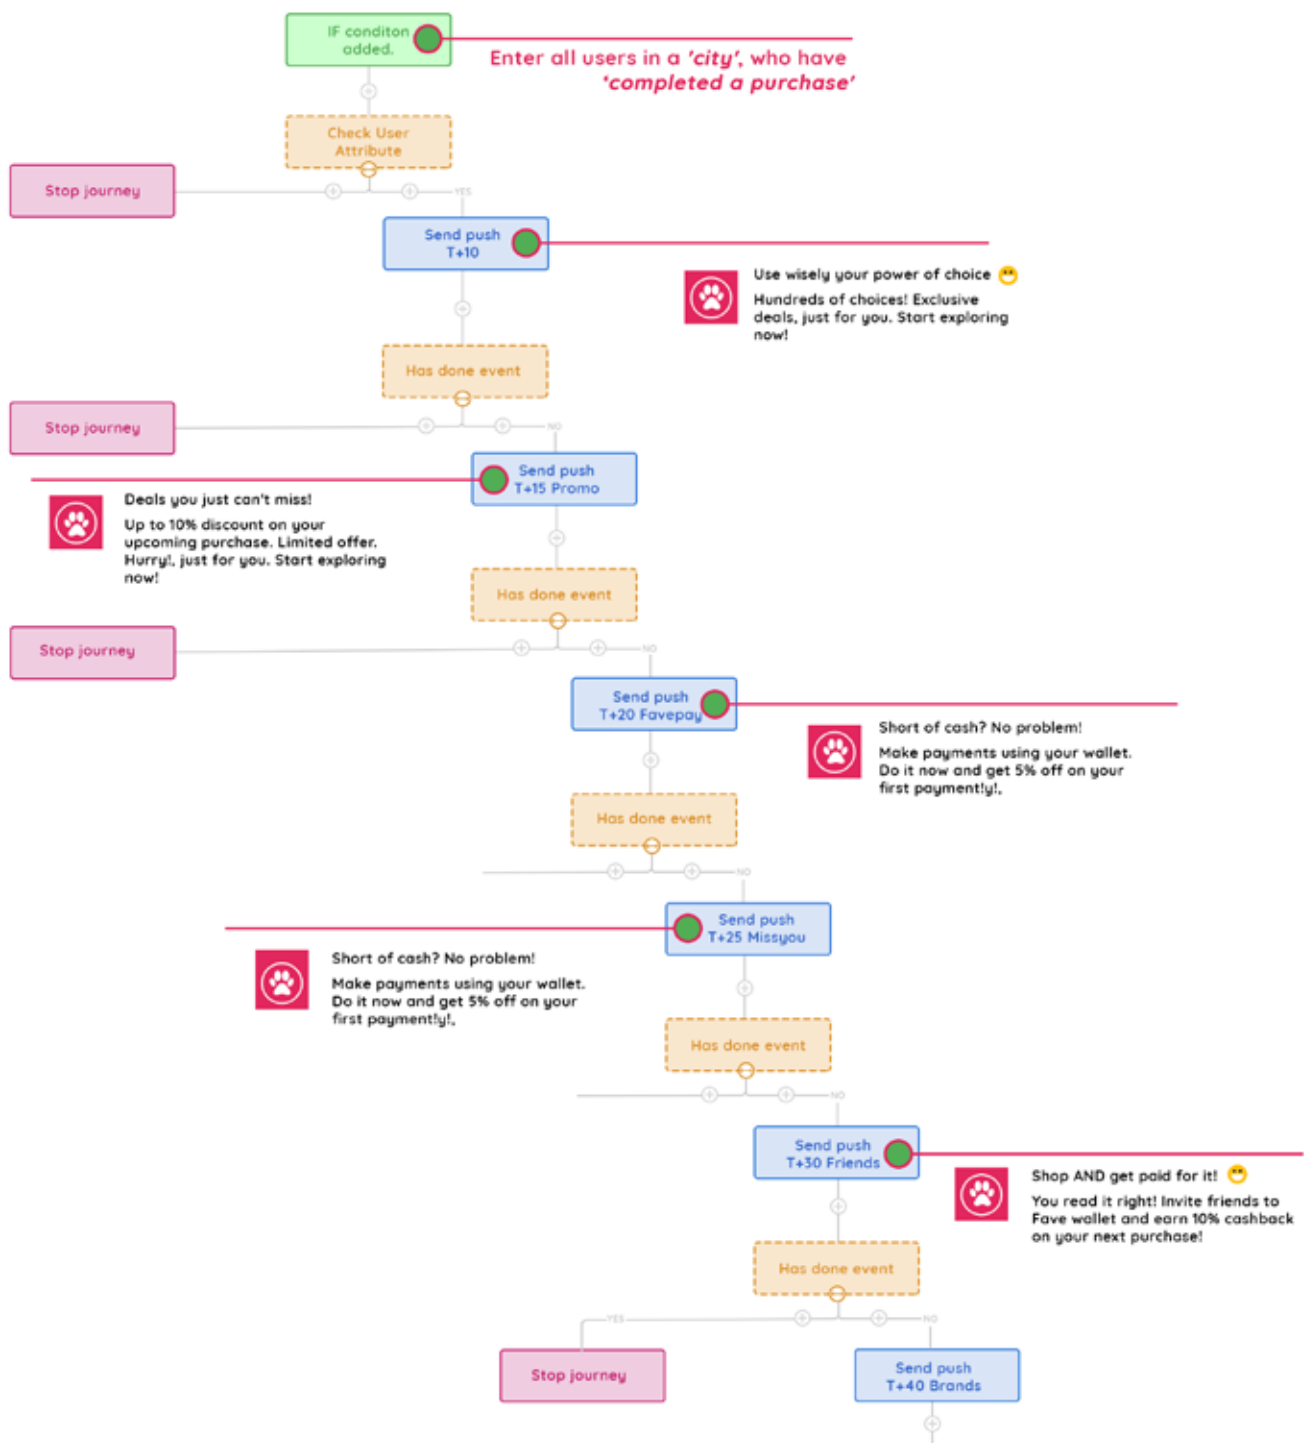 IF conditon
added.
Enter all users in a 'city', who have
'completed a purchase'
Check User
Attribute
Stop journey
YES
Send push
T+10
Use wisely your power of choice
Hundreds of choices! Exclusive
deals, just for you. Start exploring
now!
Has done event
Stop journey
NO
Send push
T+15 Promo
Deals you just can't miss!
Up to 10% discount on your
upcoming purchase. Limited offer.
Hurry!, just for you. Start exploring
now!
Has done event
Stop journey
NO
Send push
T+20 Favepay
Short of cash? No problem!
Make payments using your wallet.
Do it now and get 5% off on your
first payment!y!.
Has done event
NO
Send push
T+25 Missyou
Short of cash? No problem!
Make payments using your wallet.
Do it now and get 5% off on your
first payment!y!.
Has done event
NO
Send push
T+30 Friends
Shop AND get paid for it!
You read it right! Invite friends to
Fave wallet and earn 10% cashback
on your next purchase!
Has done event
YES
NO
Stop journey
Send push
T+40 Brands